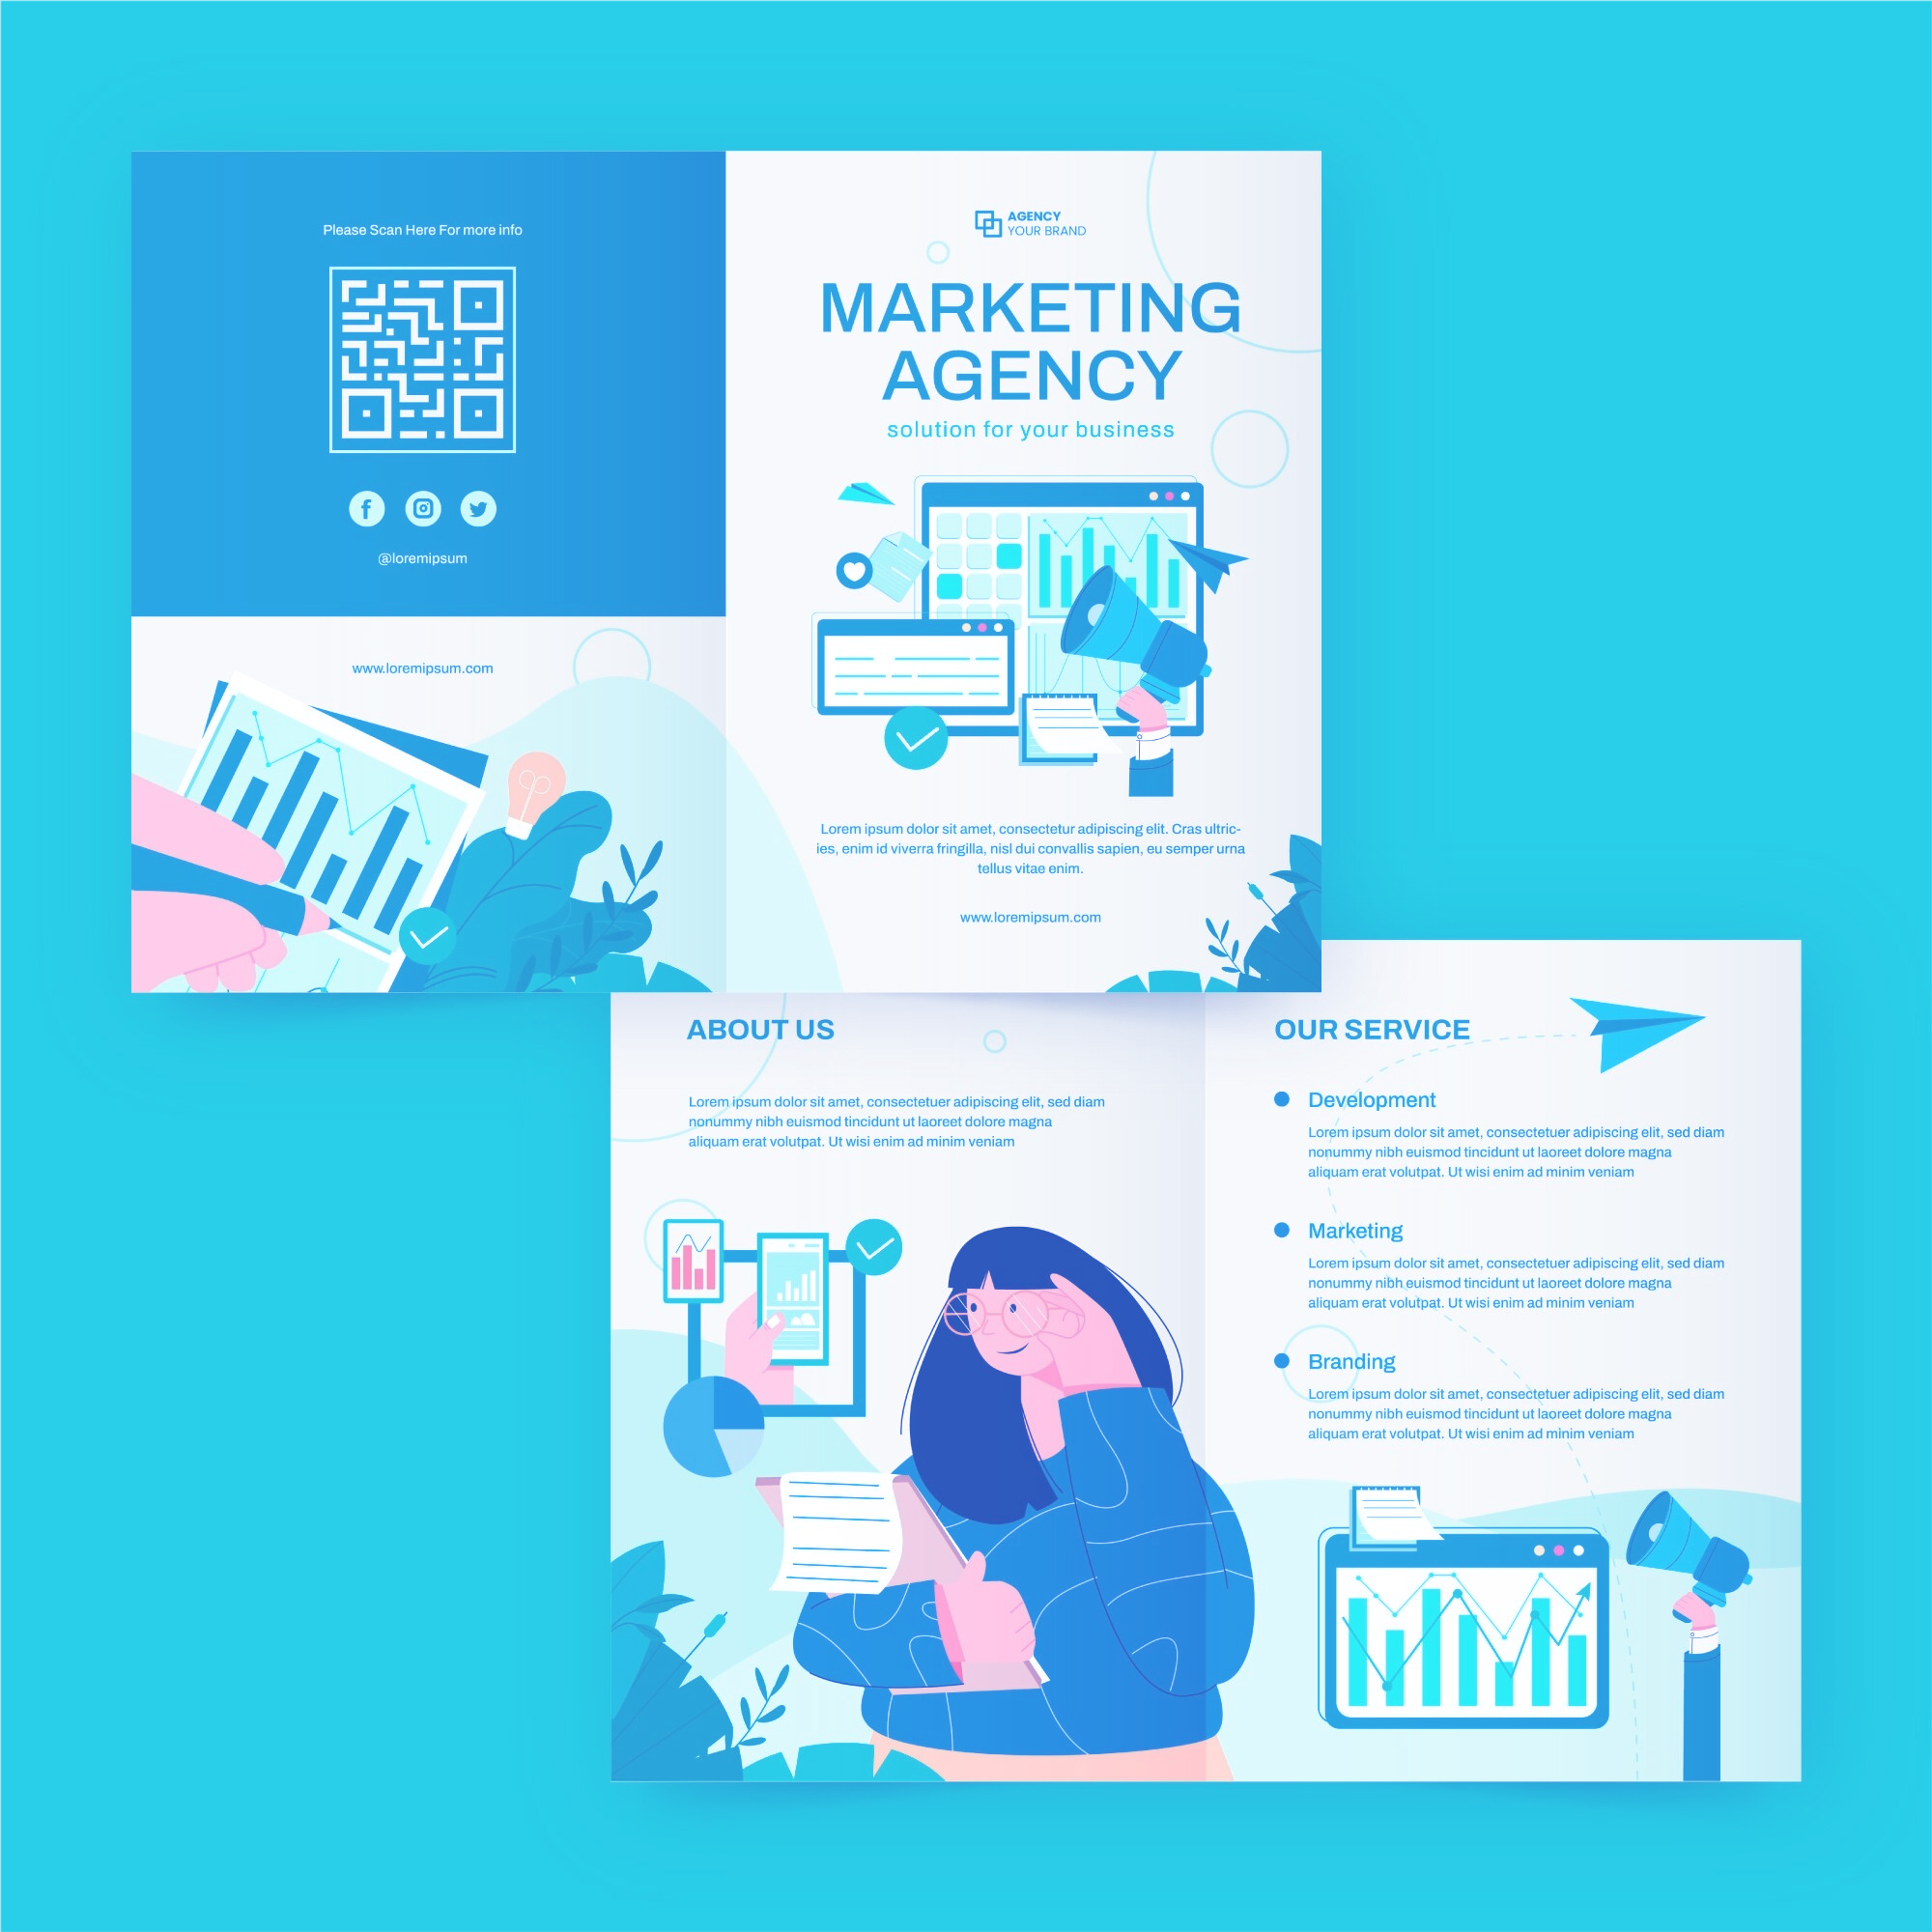 Please Scan Here For more info
@loremipsum
www.loremipsum.com
AGENCY
YOUR BRAND
MARKETING
AGENCY
solution for your business
Lorem ipsum dolor sit amet, consectetur adipiscing elit. Cras ultric-
ies, enim id viverra fringilla, nisl dui convallis sapien, eu semper urna
tellus vitae enim.
www.loremipsum.com
ABOUT US
Lorem ipsum dolor sit amet, consectetuer adipiscing elit, sed diam
nonummy nibh euismod tincidunt ut laoreet dolore magna
aliquam erat volutpat. Ut wisi enim ad minim veniam
OUR SERVICE
Development
Lorem ipsum dolor sit amet, consectetuer adipiscing elit, sed diam
nonummy nibh euismod tincidunt ut laoreet dolore magna
aliquam erat volutpat. Ut wisi enim ad minim veniam
Marketing
Lorem ipsum dolor sit amet, consectetuer adipiscing elit, sed diam
nonummy nibh euismod tincidunt ut laoreet dolore magna
aliquam erat volutpat. Ut wisi enim ad minim veniam
Branding
Lorem ipsum dolor sit amet, consectetuer adipiscing elit, sed diam
nonummy nibh euismod tincidunt ut laoreet dolore magna
aliquam erat volutpat. Ut wisi enim ad minim veniam